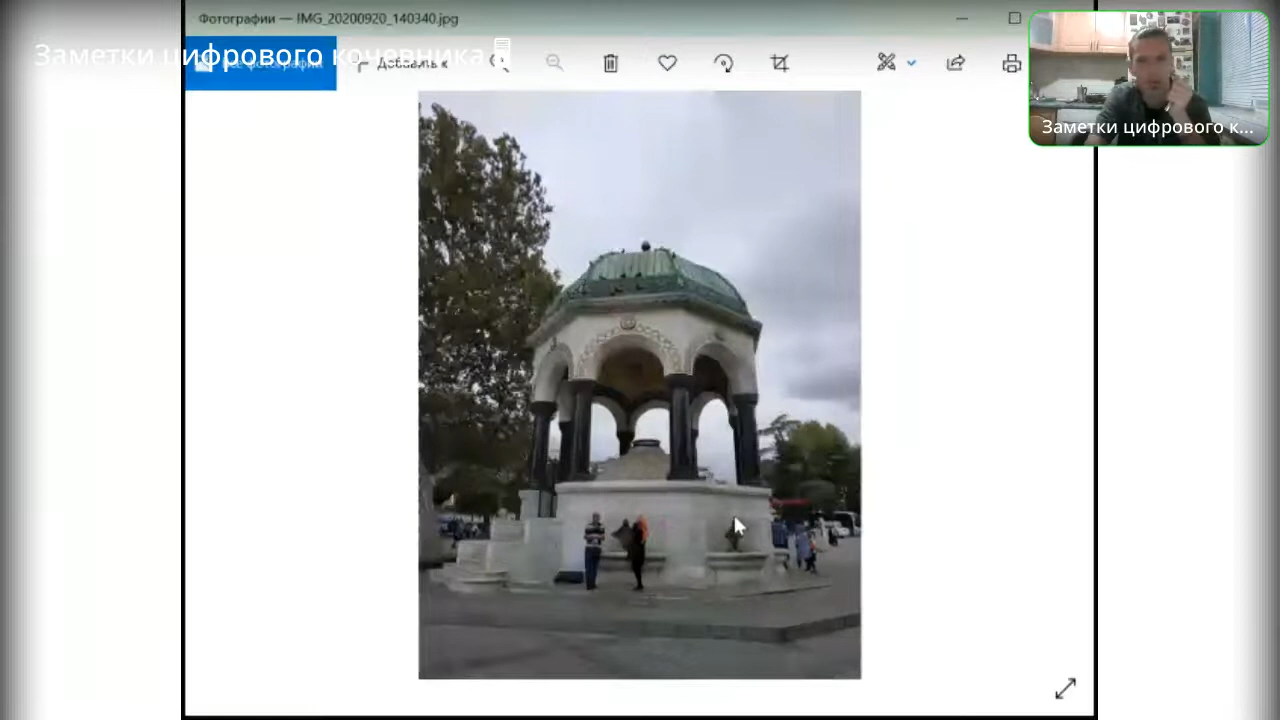 Фотографии — IMG_20200920_140340.jpg
Заметки цифрового кочевника
Добавить к
Заметки цифрового к...